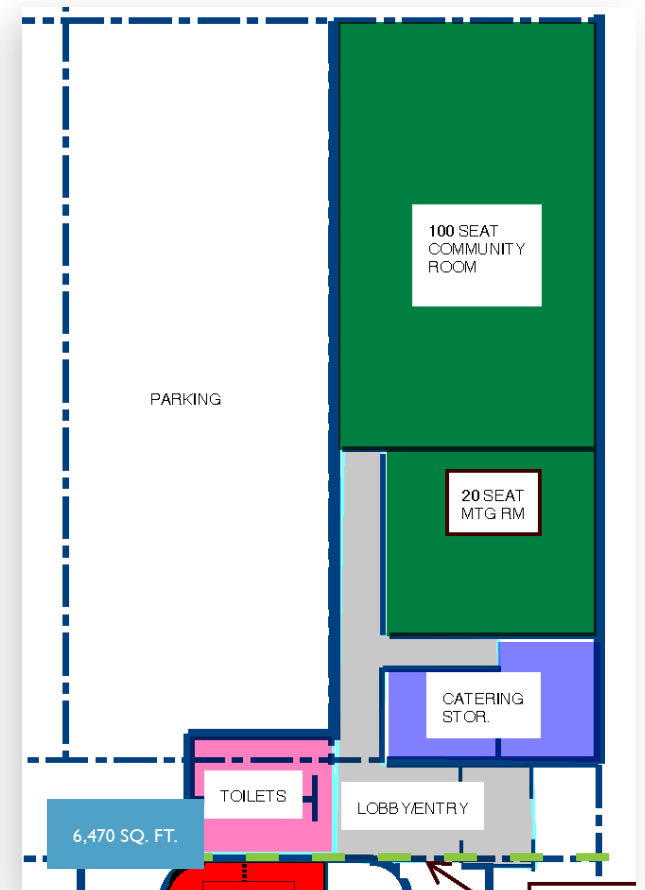 100 SEAT
COMMUNITY
ROOM
PARKING
20 SEAT
MTG RM
CATERING
STOR.
TOILETS
LOBBY/ENTRY
6,470 SQ. FT.